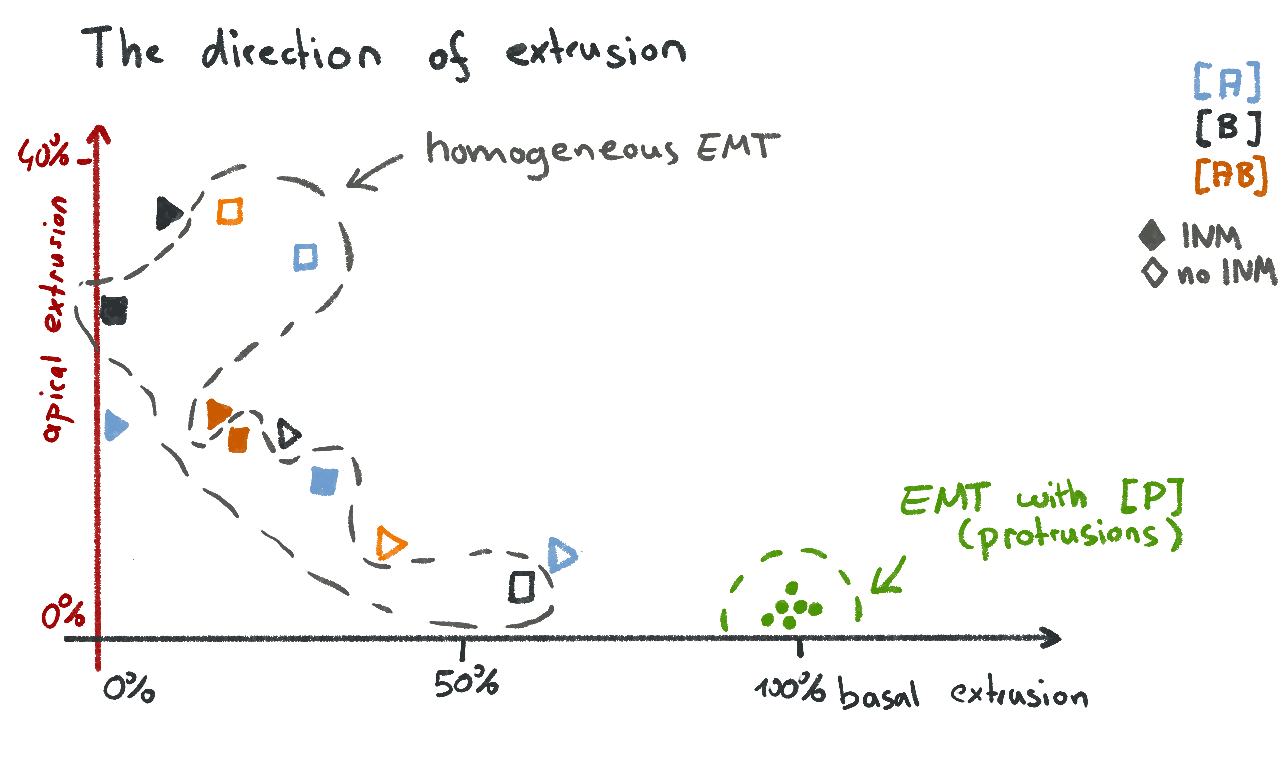 The direction of extrusion
[A]
[B]
[AB]
INM
no INM
homogeneous EMT
40%
apical extrusion
0%
EMT with [P]
(protrusions)
0%
50%
100%
basal extrusion